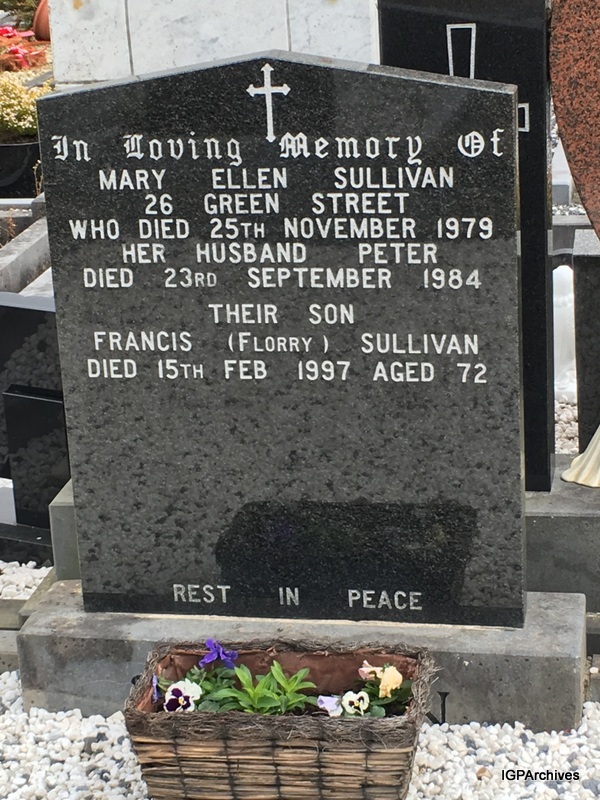 In Loving Memory Of
MARY ELLEN SULLIVAN
26 GREEN STREET
WHO DIED 25TH NOVEMBER 1979
HER HUSBAND PETER
DIED 23RD SEPTEMBER 1984
THEIR SON
FRANCIS (FLORRY) SULLIVAN
DIED 15TH FEB 1997 AGED 72
REST IN PEACE
IGPArchives